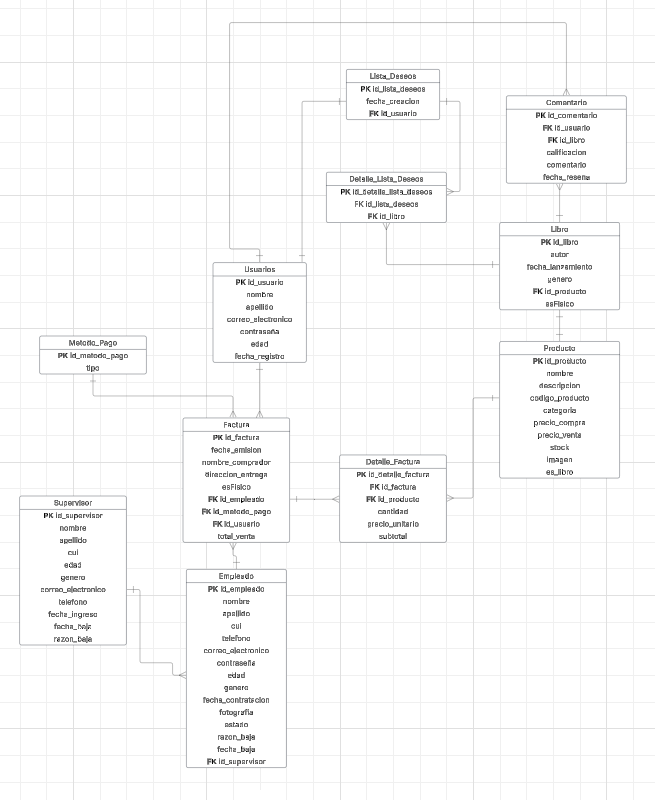 Lista_Deseos
PK id_lista_deseos
fecha_creacion
FK id_usuario
Comentario
PK id_comentario
FK id_usuario
FK id_libro
calificacion
comentario
fecha_reseña
Detalle_Lista_Deseos
PK id_detalle_lista_deseos
FK id_lista_deseos
FK id_libro
Libro
PK id_libro
autor
fecha_lanzamiento
genero
FK id_producto
esFisico
Usuarios
PK id_usuario
nombre
apellido
correo_electronico
contraseña
edad
fecha_registro
Metodo_Pago
PK id_metodo_pago
tipo
Producto
PK id_producto
nombre
descripcion
codigo_producto
categoria
precio_compra
precio_venta
stock
imagen
es_libro
Factura
PK id_factura
fecha_emision
nombre_comprador
direccion_entrega
esFisico
FK id_empleado
FK id_metodo_pago
FK id_usuario
total_venta
Detalle_Factura
PK id_detalle_factura
FK id_factura
FK id_producto
cantidad
precio_unitario
subtotal
Supervisor
PK id_supervisor
nombre
apellido
cui
edad
genero
correo_electronico
telefono
fecha_ingreso
fecha_baja
razon_baja
Empleado
PK id_empleado
nombre
apellido
cui
telefono
correo_electronico
contraseña
edad
genero
fecha_contratacion
fotografia
estado
razon_baja
fecha_baja
FK id_supervisor